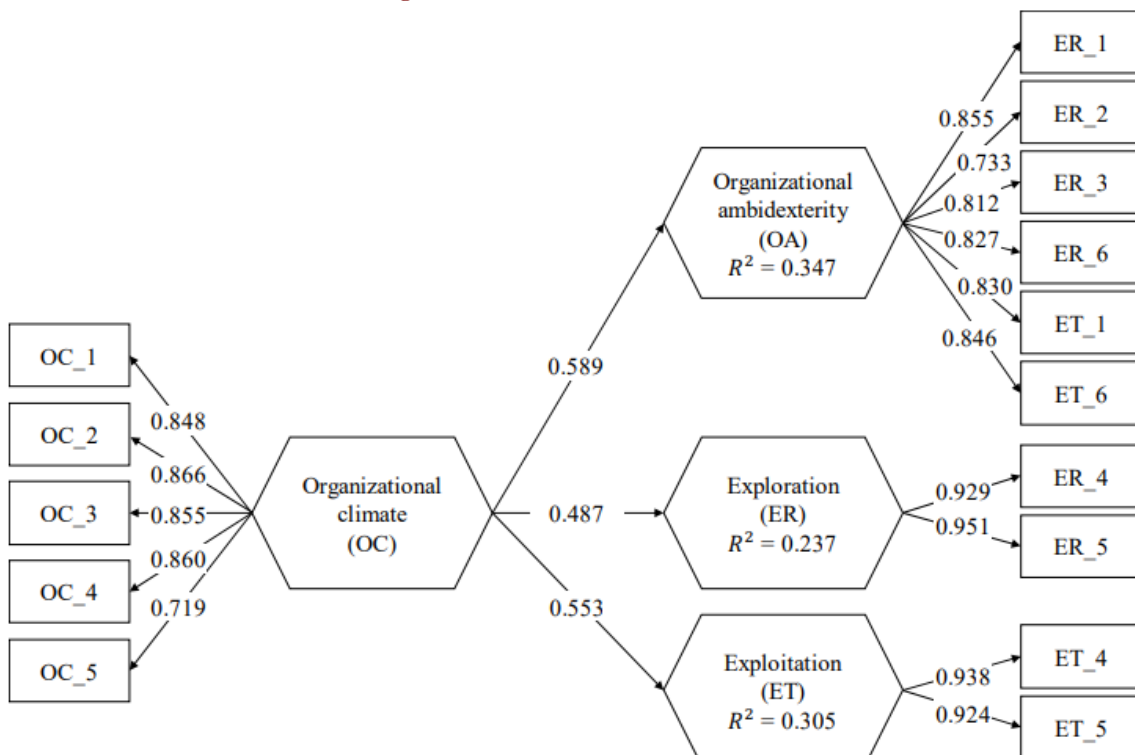 OC_1
OC_2
OC_3
OC_4
OC_5
0.848
0.866
0.855
0.860
0.719
Organizational
climate
(OC)
0.589
0.487
0.553
Organizational
ambidexterity
(OA)
R² = 0.347
Exploration
(ER)
R² = 0.237
Exploitation
(ET)
R² = 0.305
0.855
0.733
0.812
0.827
0.830
0.846
0.929
0.951
0.938
0.924
ER_1
ER_2
ER_3
ER_6
ET_1
ET_6
ER_4
ER_5
ET_4
ET_5